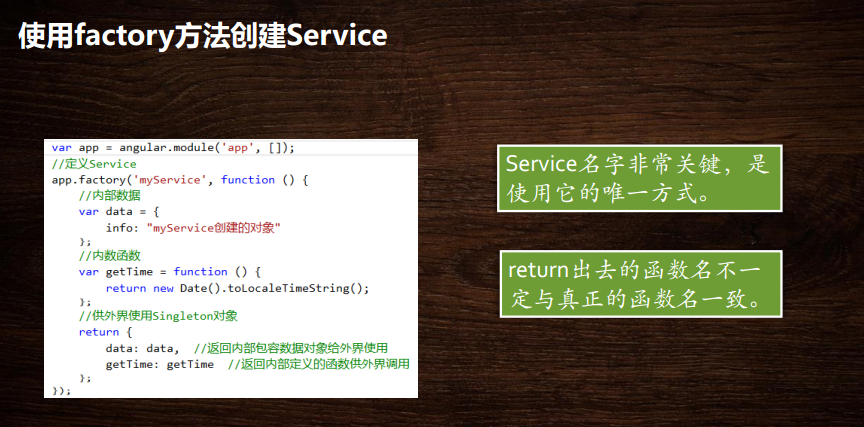 使用factory方法创建Service
var app = angular.module('app', []);
//定义Service
app.factory('myService', function () {
//内部数据
var data = {
info: "myService创建的对象"
};
//内数函数
var getTime = function () {
return new Date().toLocaleTimeString();
};
//供外界使用Singleton对象
return {
data: data,  //返回内部包容数据对象给外界使用
getTime: getTime  //返回内部定义的函数供外界调用
};
});
Service名字非常关键，是
使用它的唯一方式。
return出去的函数名不一
定与真正的函数名一致。